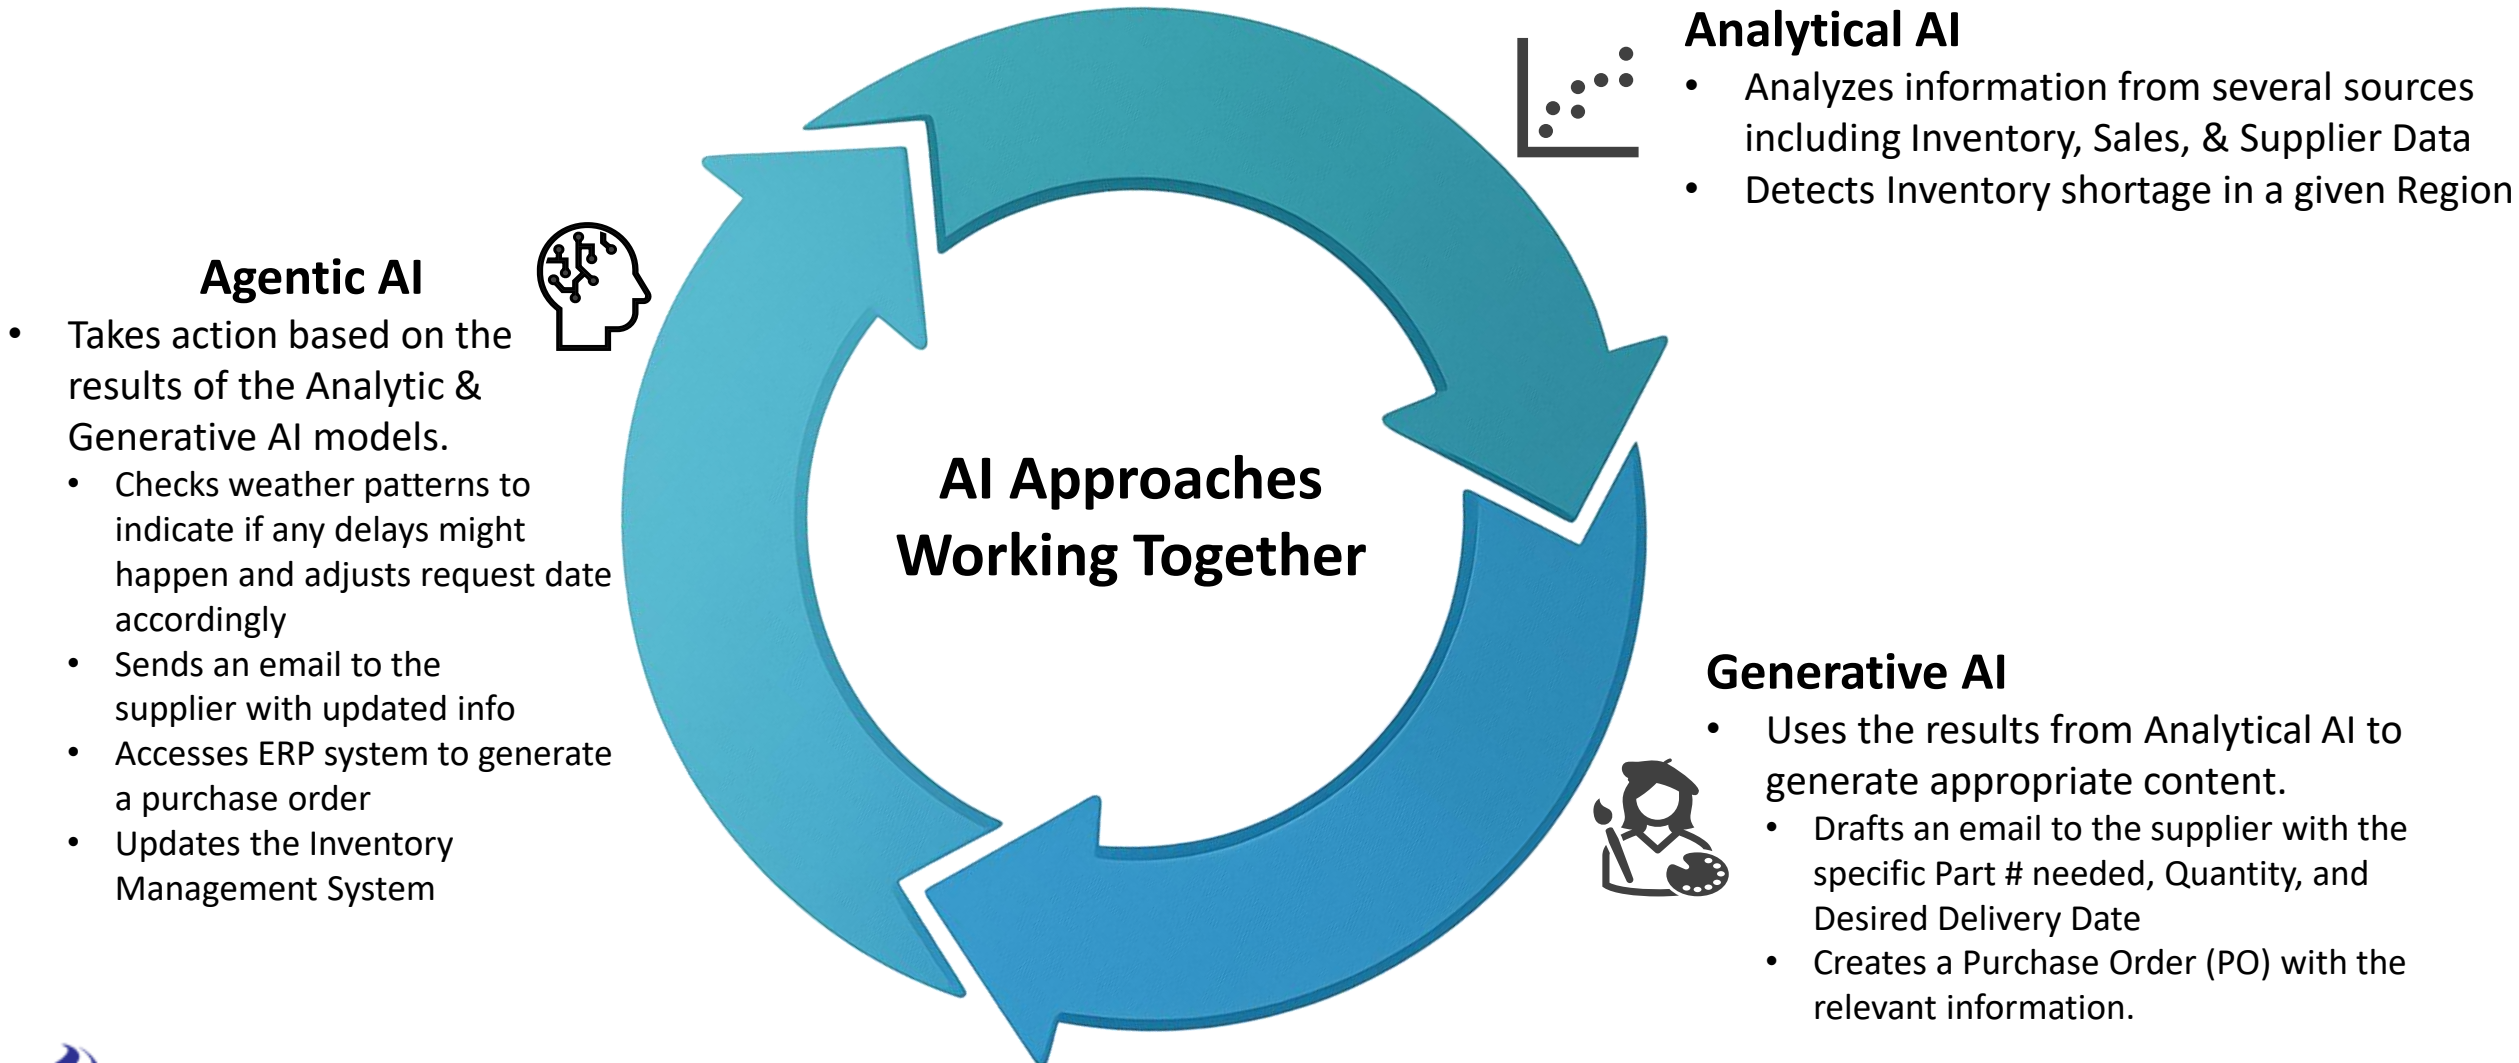 Analytical AI
• Analyzes information from several sources
including Inventory, Sales, & Supplier Data
• Detects Inventory shortage in a given Region
Agentic AI
• Takes action based on the
results of the Analytic &
Generative AI models.
• Checks weather patterns to
indicate if any delays might
happen and adjusts request date
accordingly
• Sends an email to the
supplier with updated info
• Accesses ERP system to generate
a purchase order
• Updates the Inventory
Management System
AI Approaches
Working Together
Generative AI
• Uses the results from Analytical AI to
generate appropriate content.
• Drafts an email to the supplier with the
specific Part # needed, Quantity, and
Desired Delivery Date
• Creates a Purchase Order (PO) with the
relevant information.